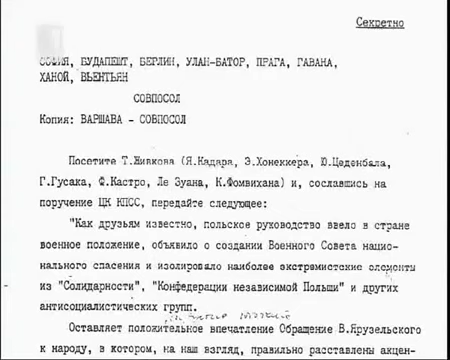 Секретно
СОФИЯ, БУДАПЕШТ, БЕРЛИН, УЛАН-БАТОР, ПРАГА, ГАВАНА,
ХАНОЙ, ВЬЕНТЬЯН
СОВПОСОЛ
Копия: ВАРШАВА - СОВПОСОЛ
Посетите Т.Живкова (Я.Кадара, Э.Хонеккера, Ю.Цеденбала,
Г.Гусака, Ф.Кастро, Ле Зуана, К.Фомвихана) и, сославшись на
поручение ЦК КПСС, передайте следующее:
"Как друзьям известно, польское руководство ввело в стране
военное положение, объявило о создании Военного Совета нацио-
нального спасения и изолировало наиболее экстремистские элементы
из "Солидарности", "Конфедерации независимой Польши" и других
антисоциалистических групп.
Оставляет положительное впечатление Обращение В.Ярузельского
к народу, в котором, на наш взгляд, правильно расставлены акцен-